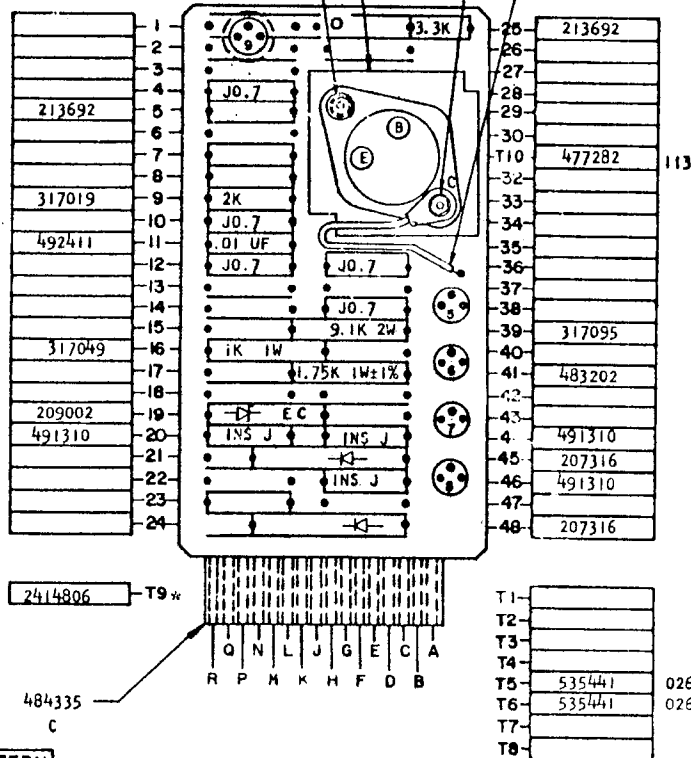 1 9 3.3K 25 213692
2 26
3 27
4 J0.7 28
213692 5 29
6 B 30
7 E T10 477282 113
8 32
317019 9 2K C 33
10 J0.7 34
492411 11 .01 UF 35
12 J0.7 J0.7 36
13 37
14 J0.7 5 38
15 9.1K 2W 39 317095
317049 16 1K 1W 6 40
17 1.75K 1W±1% 41 483202
18 42
209002 19 E C 7 43
491310 20 INS J INS J 4 491310
21 45 207316
22 INS. J 46 491310
23 47
24 48 207316
2414806 T9*
R Q P N M L K J H G F E D C B A
484335
C
T1
T2
T3
T4
T5 535441 026
T6 535441 026
T7
T8